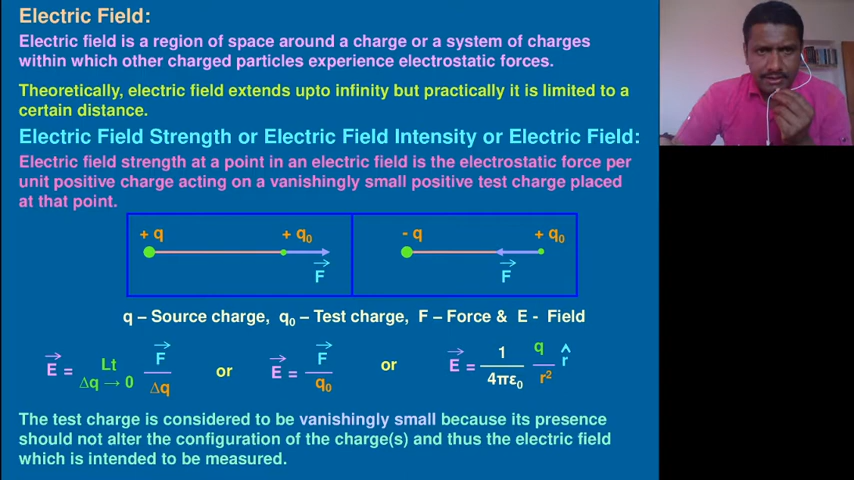 Electric Field:
Electric field is a region of space around a charge or a system of charges
within which other charged particles experience electrostatic forces.
Theoretically, electric field extends upto infinity but practically it is limited to a
certain distance.
Electric Field Strength or Electric Field Intensity or Electric Field:
Electric field strength at a point in an electric field is the electrostatic force per
unit positive charge acting on a vanishingly small positive test charge placed
at that point.
+ q + q₀ - q + q₀
F F
q – Source charge, q₀ – Test charge, F – Force & E - Field
E = Lt Δq → 0 F / Δq or E = F / q₀ or E = 1 / 4πε₀ q / r² r̂
The test charge is considered to be vanishingly small because its presence
should not alter the configuration of the charge(s) and thus the electric field
which is intended to be measured.